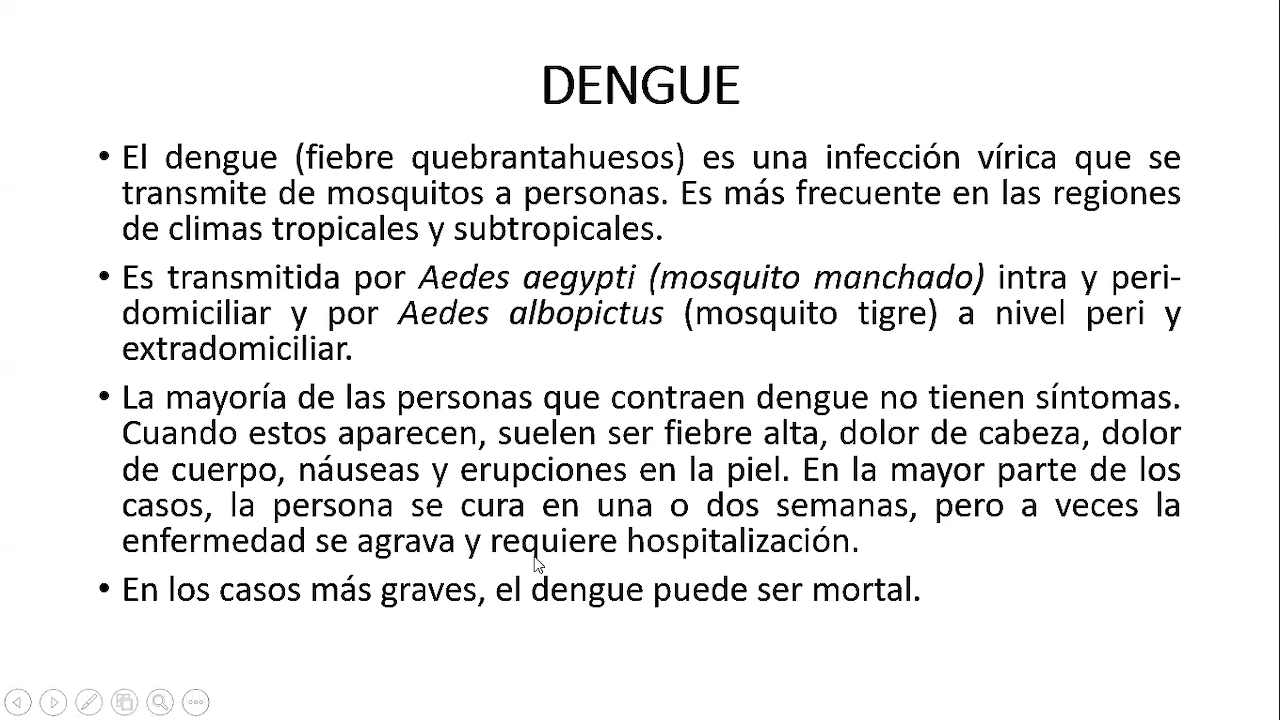 DENGUE
• El dengue (fiebre quebrantahuesos) es una infección vírica que se
transmite de mosquitos a personas. Es más frecuente en las regiones
de climas tropicales y subtropicales.
• Es transmitida por Aedes aegypti (mosquito manchado) intra y peri-
domiciliar y por Aedes albopictus (mosquito tigre) a nivel peri y
extradomiciliar.
• La mayoría de las personas que contraen dengue no tienen síntomas.
Cuando estos aparecen, suelen ser fiebre alta, dolor de cabeza, dolor
de cuerpo, náuseas y erupciones en la piel. En la mayor parte de los
casos, la persona se cura en una o dos semanas, pero a veces la
enfermedad se agrava y requiere hospitalización.
• En los casos más graves, el dengue puede ser mortal.